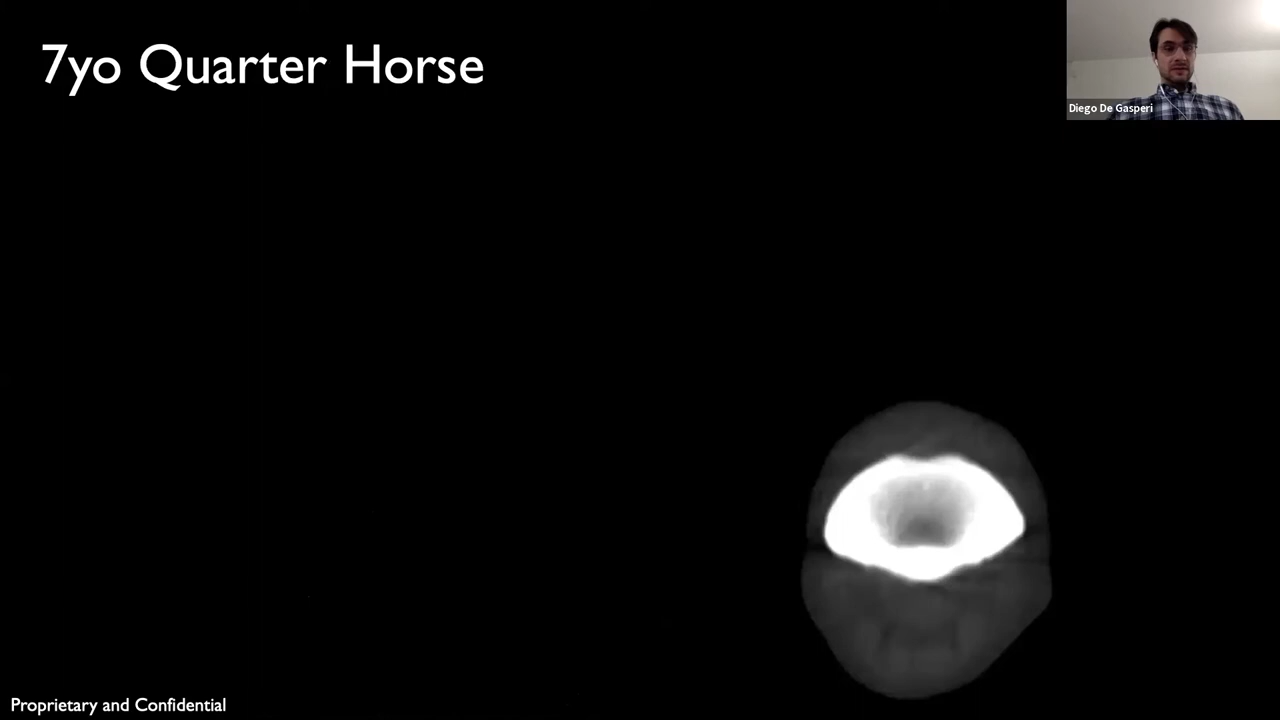 7yo Quarter Horse
Diego De Gasperi
Proprietary and Confidential